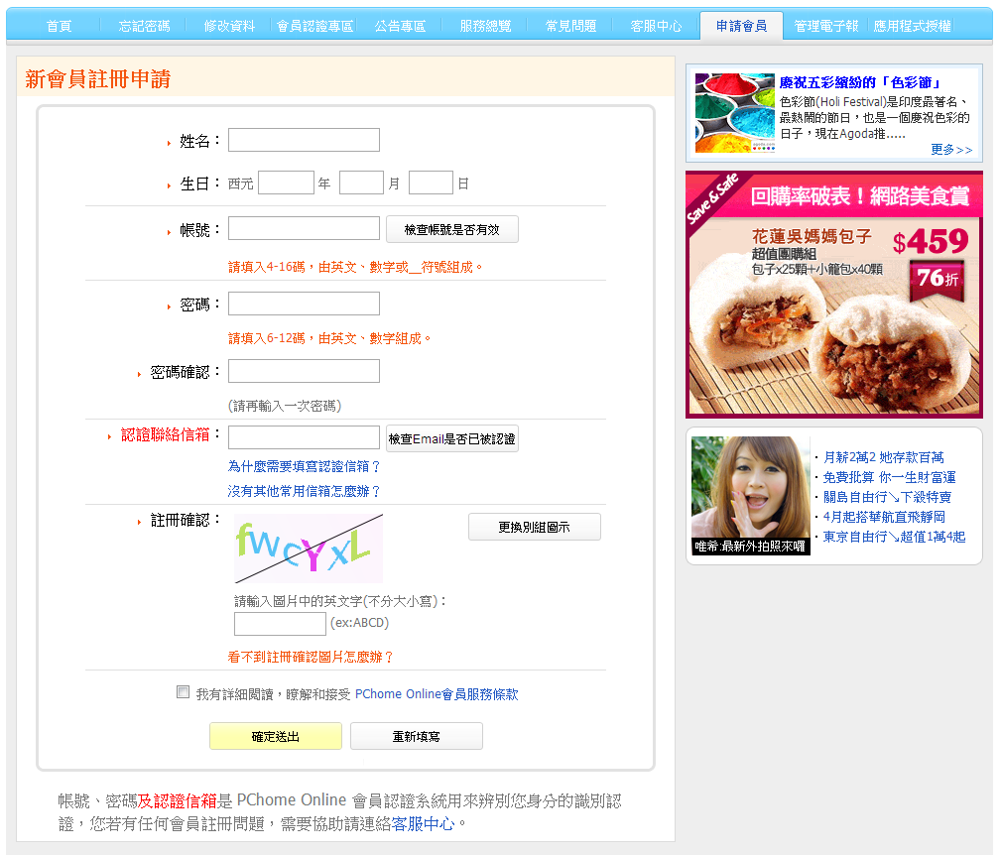 首頁 忘記密碼 修改資料 會員認證專區 公告專區 服務總覽 常見問題 客服中心 申請會員 管理電子報 應用程式授權
新會員註冊申請
姓名：
生日：西元 年 月 日
帳號： 檢查帳號是否有效
請填入4-16碼，由英文、數字或__符號組成。
密碼：
請填入6-12碼，由英文、數字組成。
密碼確認：
(請再輸入一次密碼)
認證聯絡信箱： 檢查Email是否已被認證
為什麼需要填寫認證信箱？
沒有其他常用信箱怎麼辦？
註冊確認： fwcYxL 更換別組圖示
請輸入圖片中的英文字(不分大小寫)：
(ex:ABCD)
看不到註冊確認圖片怎麼辦？
我有詳細閱讀，瞭解和接受 PChome Online會員服務條款
確定送出 重新填寫
帳號、密碼及認證信箱是 PChome Online 會員認證系統用來辨別您身分的識別認
證，您若有任何會員註冊問題，需要協助請連絡客服中心。
慶祝五彩繽紛的「色彩節」
色彩節(Holi Festival)是印度最著名、
最熱鬧的節日，也是一個慶祝色彩的
日子，現在Agoda推.....
更多>>
agoda.com
Save & Safe
回購率破表！網路美食賞
花蓮吳媽媽包子
超值團購組
包子x25顆+小籠包x40顆
$459
76折
唯希:最新外拍照來囉
月薪2萬2 她存款百萬
免費批算 你一生財富運
關島自由行↘下殺特賣
4月起搭華航直飛靜岡
東京自由行↘超值1萬4起